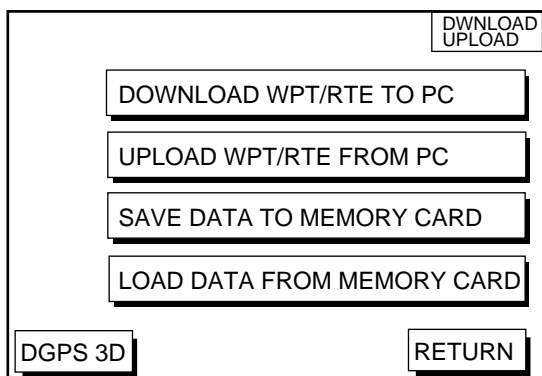 DWNLOAD
UPLOAD
DOWNLOAD WPT/RTE TO PC
UPLOAD WPT/RTE FROM PC
SAVE DATA TO MEMORY CARD
LOAD DATA FROM MEMORY CARD
DGPS 3D
RETURN